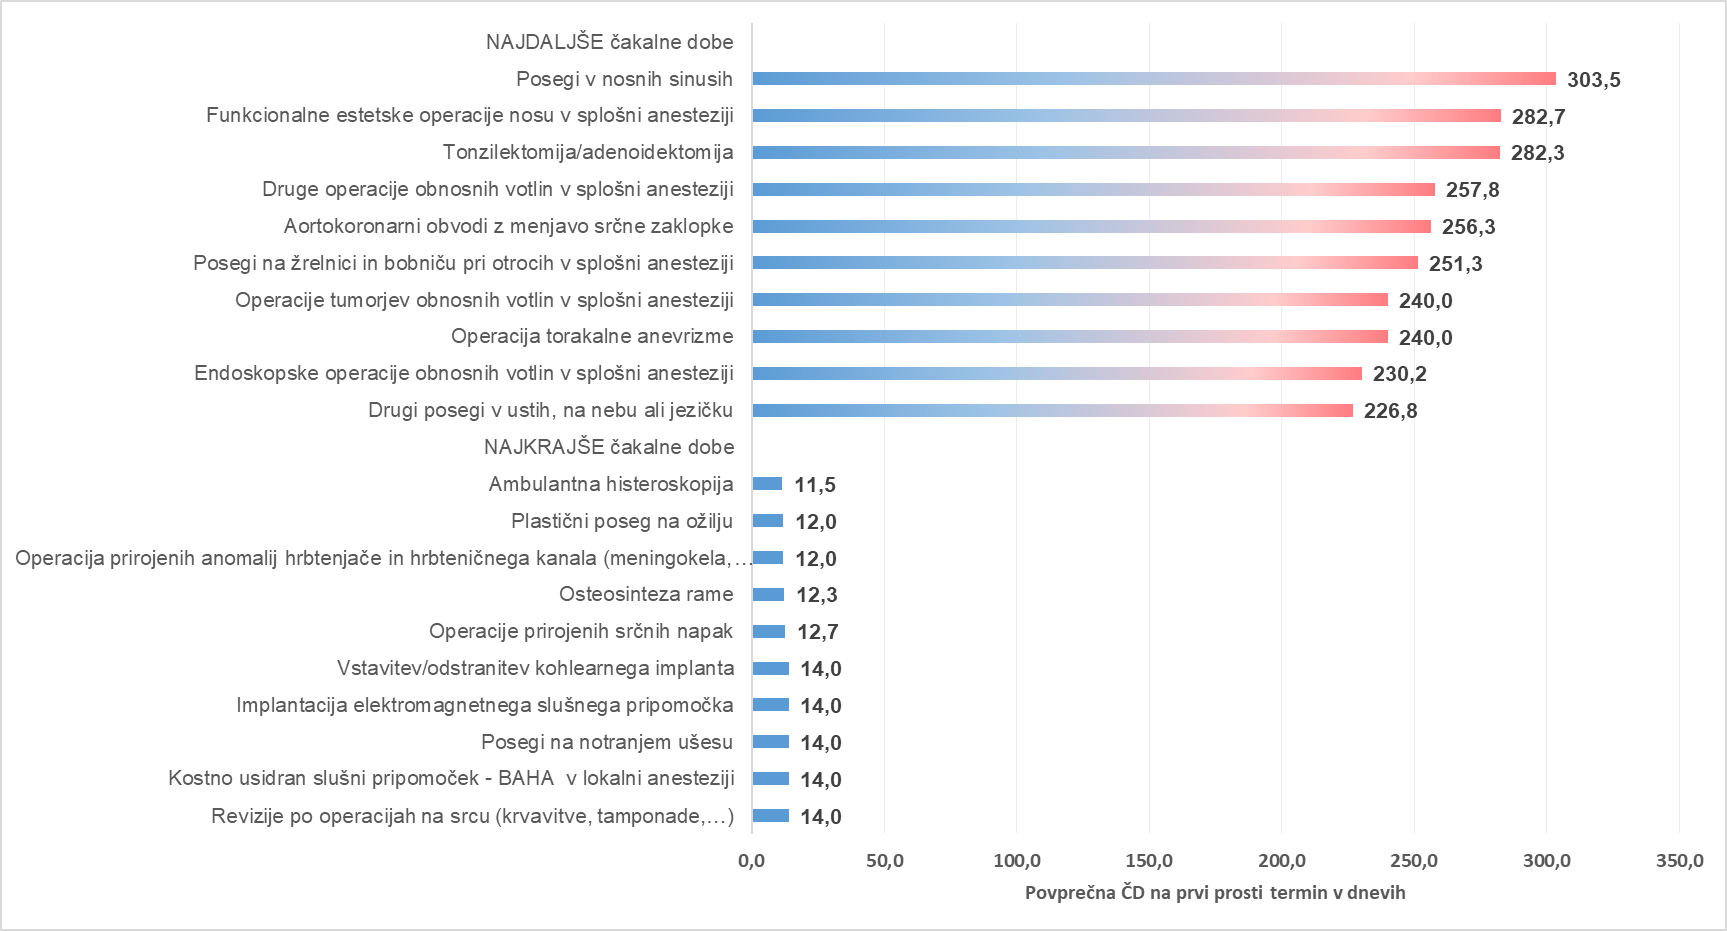 NAJDALJŠE čakalne dobe
Posegi v nosnih sinusih 303,5
Funkcionalne estetske operacije nosu v splošni anesteziji 282,7
Tonzilektomija/adenoidektomija 282,3
Druge operacije obnosnih votlin v splošni anesteziji 257,8
Aortokoronarni obvodi z menjavo srčne zaklopke 256,3
Posegi na žrelnici in bobniču pri otrocih v splošni anesteziji 251,3
Operacije tumorjev obnosnih votlin v splošni anesteziji 240,0
Operacija torakalne anevrizme 240,0
Endoskopske operacije obnosnih votlin v splošni anesteziji 230,2
Drugi posegi v ustih, na nebu ali jezičku 226,8
NAJKRAJŠE čakalne dobe
Ambulantna histeroskopija 11,5
Plastični poseg na ožilju 12,0
Operacija prirojenih anomalij hrbtenjače in hrbteničnega kanala (meningokela,… 12,0
Osteosinteza rame 12,3
Operacije prirojenih srčnih napak 12,7
Vstavitev/odstranitev kohlearnega implanta 14,0
Implantacija elektromagnetnega slušnega pripomočka 14,0
Posegi na notranjem ušesu 14,0
Kostno usidran slušni pripomoček - BAHA  v lokalni anesteziji 14,0
Revizije po operacijah na srcu (krvavitve, tamponade,…) 14,0
0,0 50,0 100,0 150,0 200,0 250,0 300,0 350,0
Povprečna ČD na prvi prosti termin v dnevih